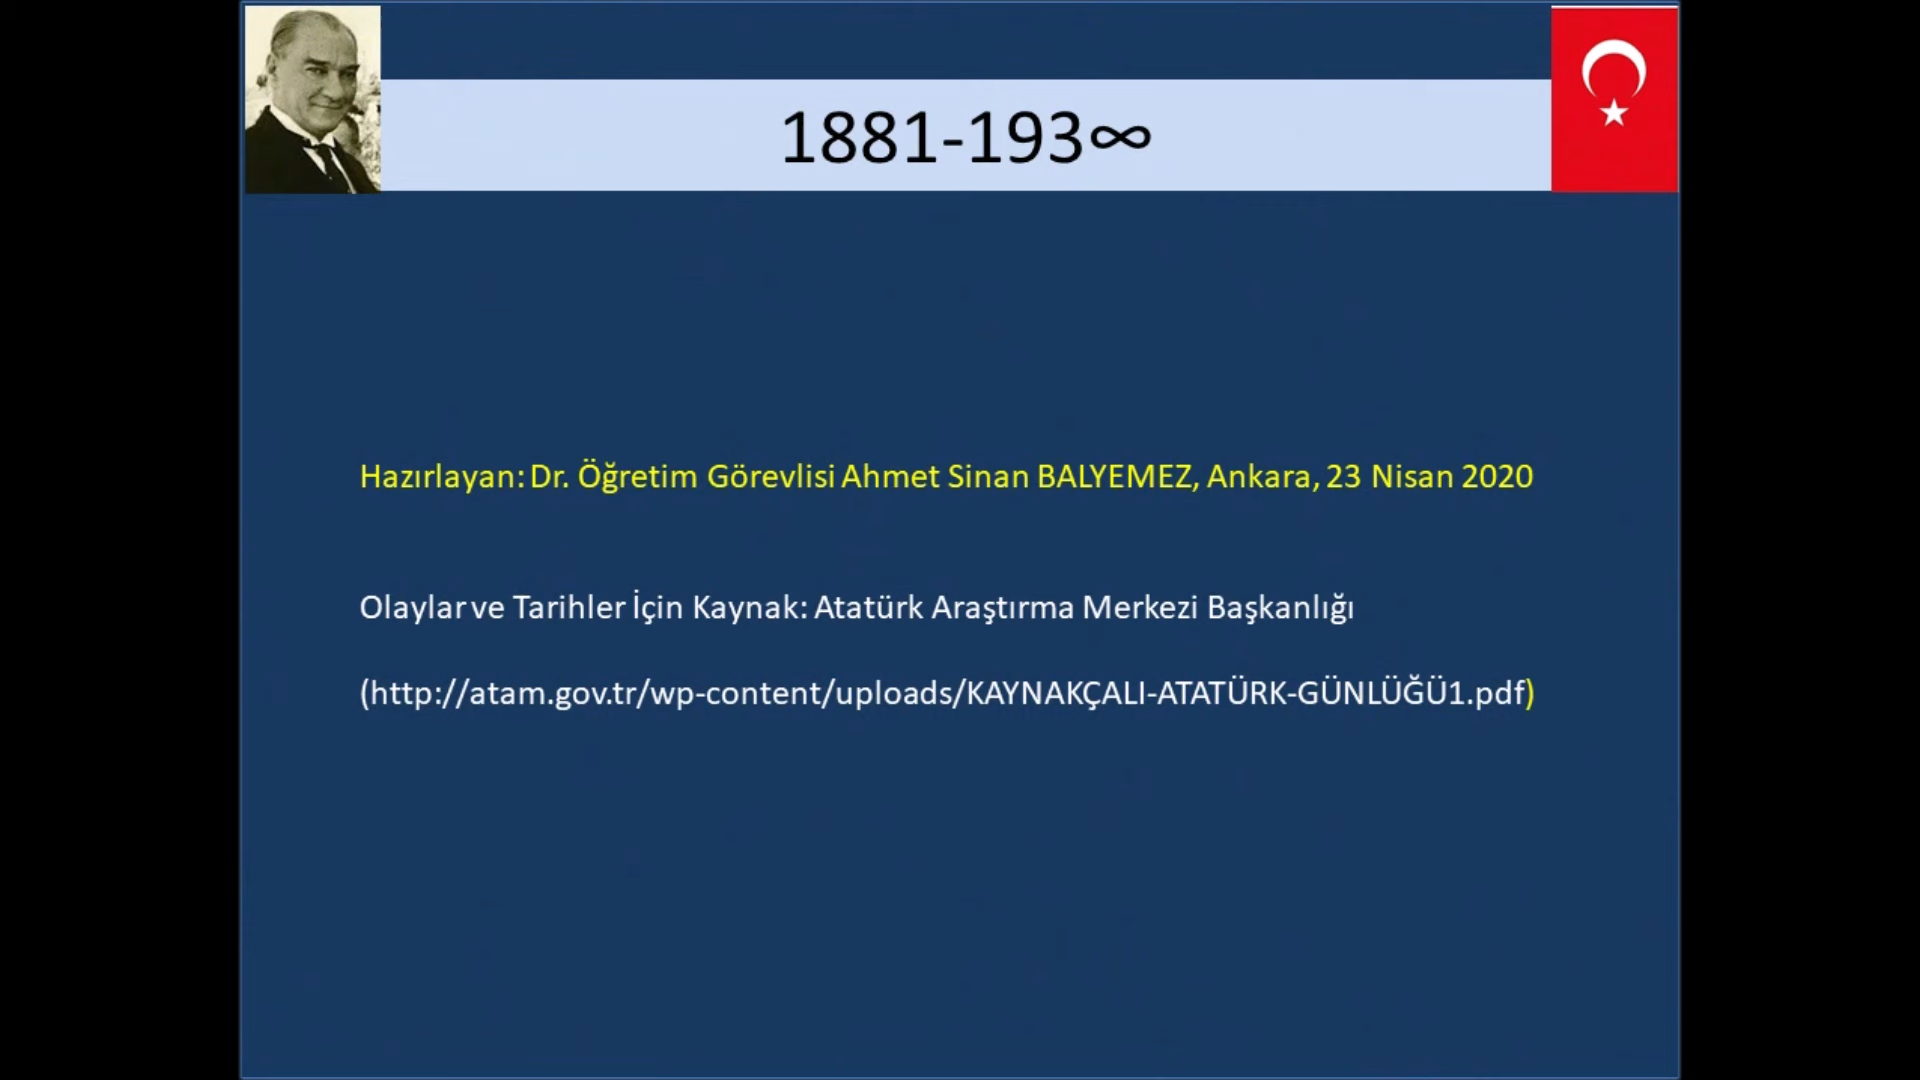 1881-193∞
Hazırlayan: Dr. Öğretim Görevlisi Ahmet Sinan BALYEMEZ, Ankara, 23 Nisan 2020
Olaylar ve Tarihler İçin Kaynak: Atatürk Araştırma Merkezi Başkanlığı
(http://atam.gov.tr/wp-content/uploads/KAYNAKÇALI-ATATÜRK-GÜNLÜĞÜ1.pdf)